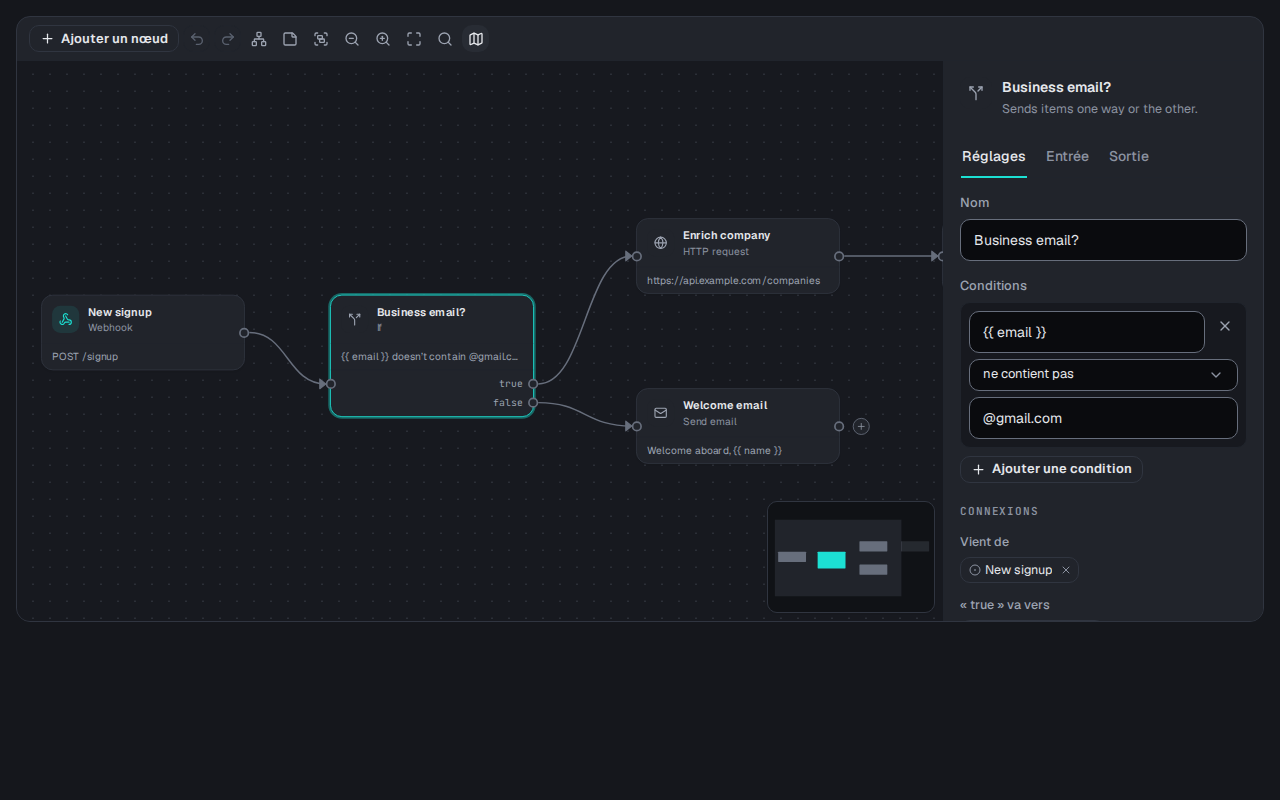 Ajouter un nœud
Business email?
Sends items one way or the other.
Réglages
Entrée
Sortie
Nom
Business email?
Conditions
{{ email }}
ne contient pas
@gmail.com
Ajouter une condition
CONNEXIONS
Vient de
New signup
« true » va vers
New signup
Webhook
POST /signup
Business email?
If
{{ email }} doesn't contain @gmailc…
true
false
Enrich company
HTTP request
https://api.example.com/companies
Welcome email
Send email
Welcome aboard, {{ name }}